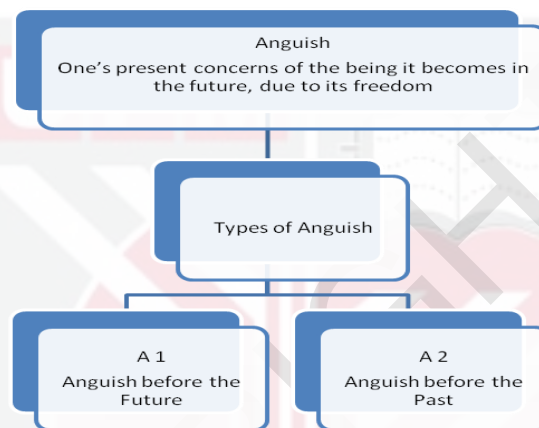 Anguish
One's present concerns of the being it becomes in
the future, due to its freedom
Types of Anguish
A 1
Anguish before the
Future
A 2
Anguish before the
Past